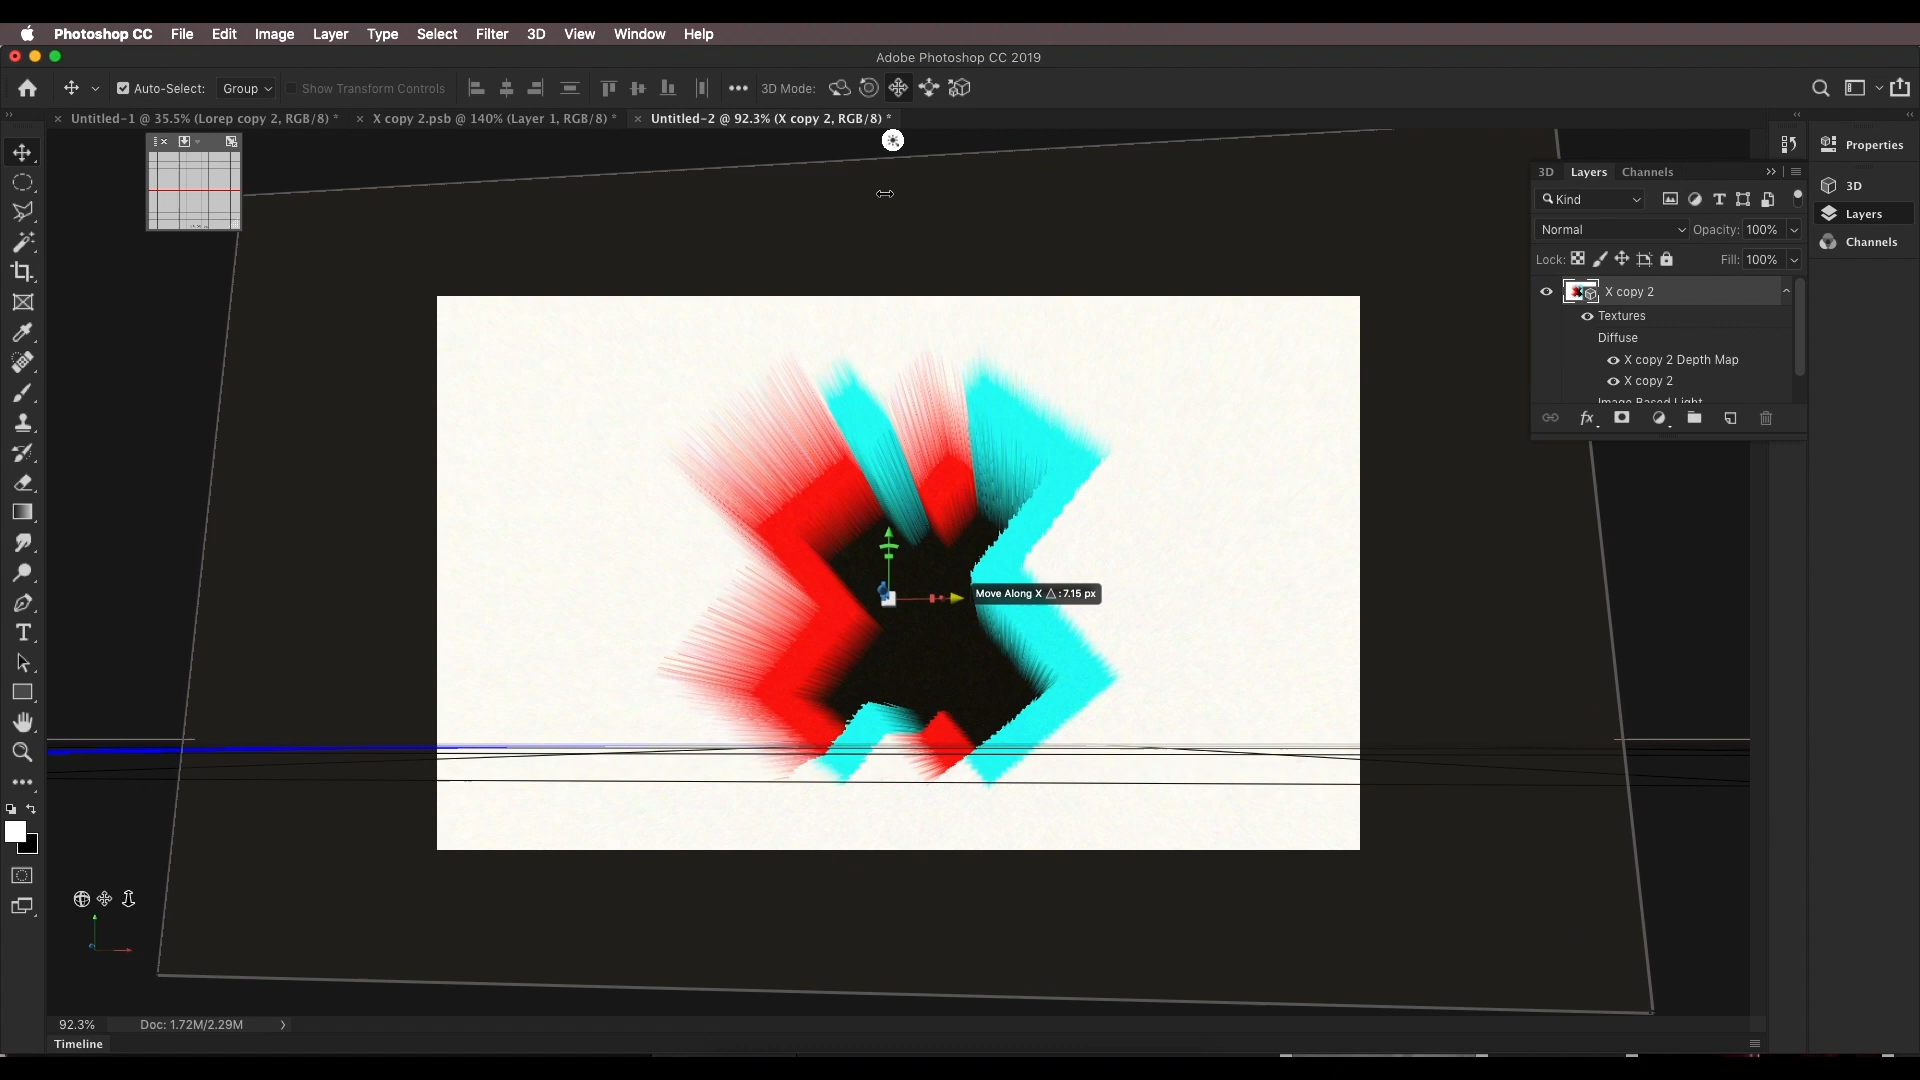 Photoshop CC File Edit Image Layer Type Select Filter 3D View Window Help
Adobe Photoshop CC 2019
Auto-Select: Group Show Transform Controls 3D Mode:
Untitled-1 @ 35.5% (Lorep copy 2, RGB/8) * X copy 2.psb @ 140% (Layer 1, RGB/8) * Untitled-2 @ 92.3% (X copy 2, RGB/8) *
Properties
3D Layers Channels
3D
Kind
Layers
Normal Opacity: 100%
Channels
Lock: Fill: 100%
X copy 2
Textures
Diffuse
X copy 2 Depth Map
X copy 2
Image Based Light
fx
Move Along X △: 7.15 px
92.3% Doc: 1.72M/2.29M
Timeline